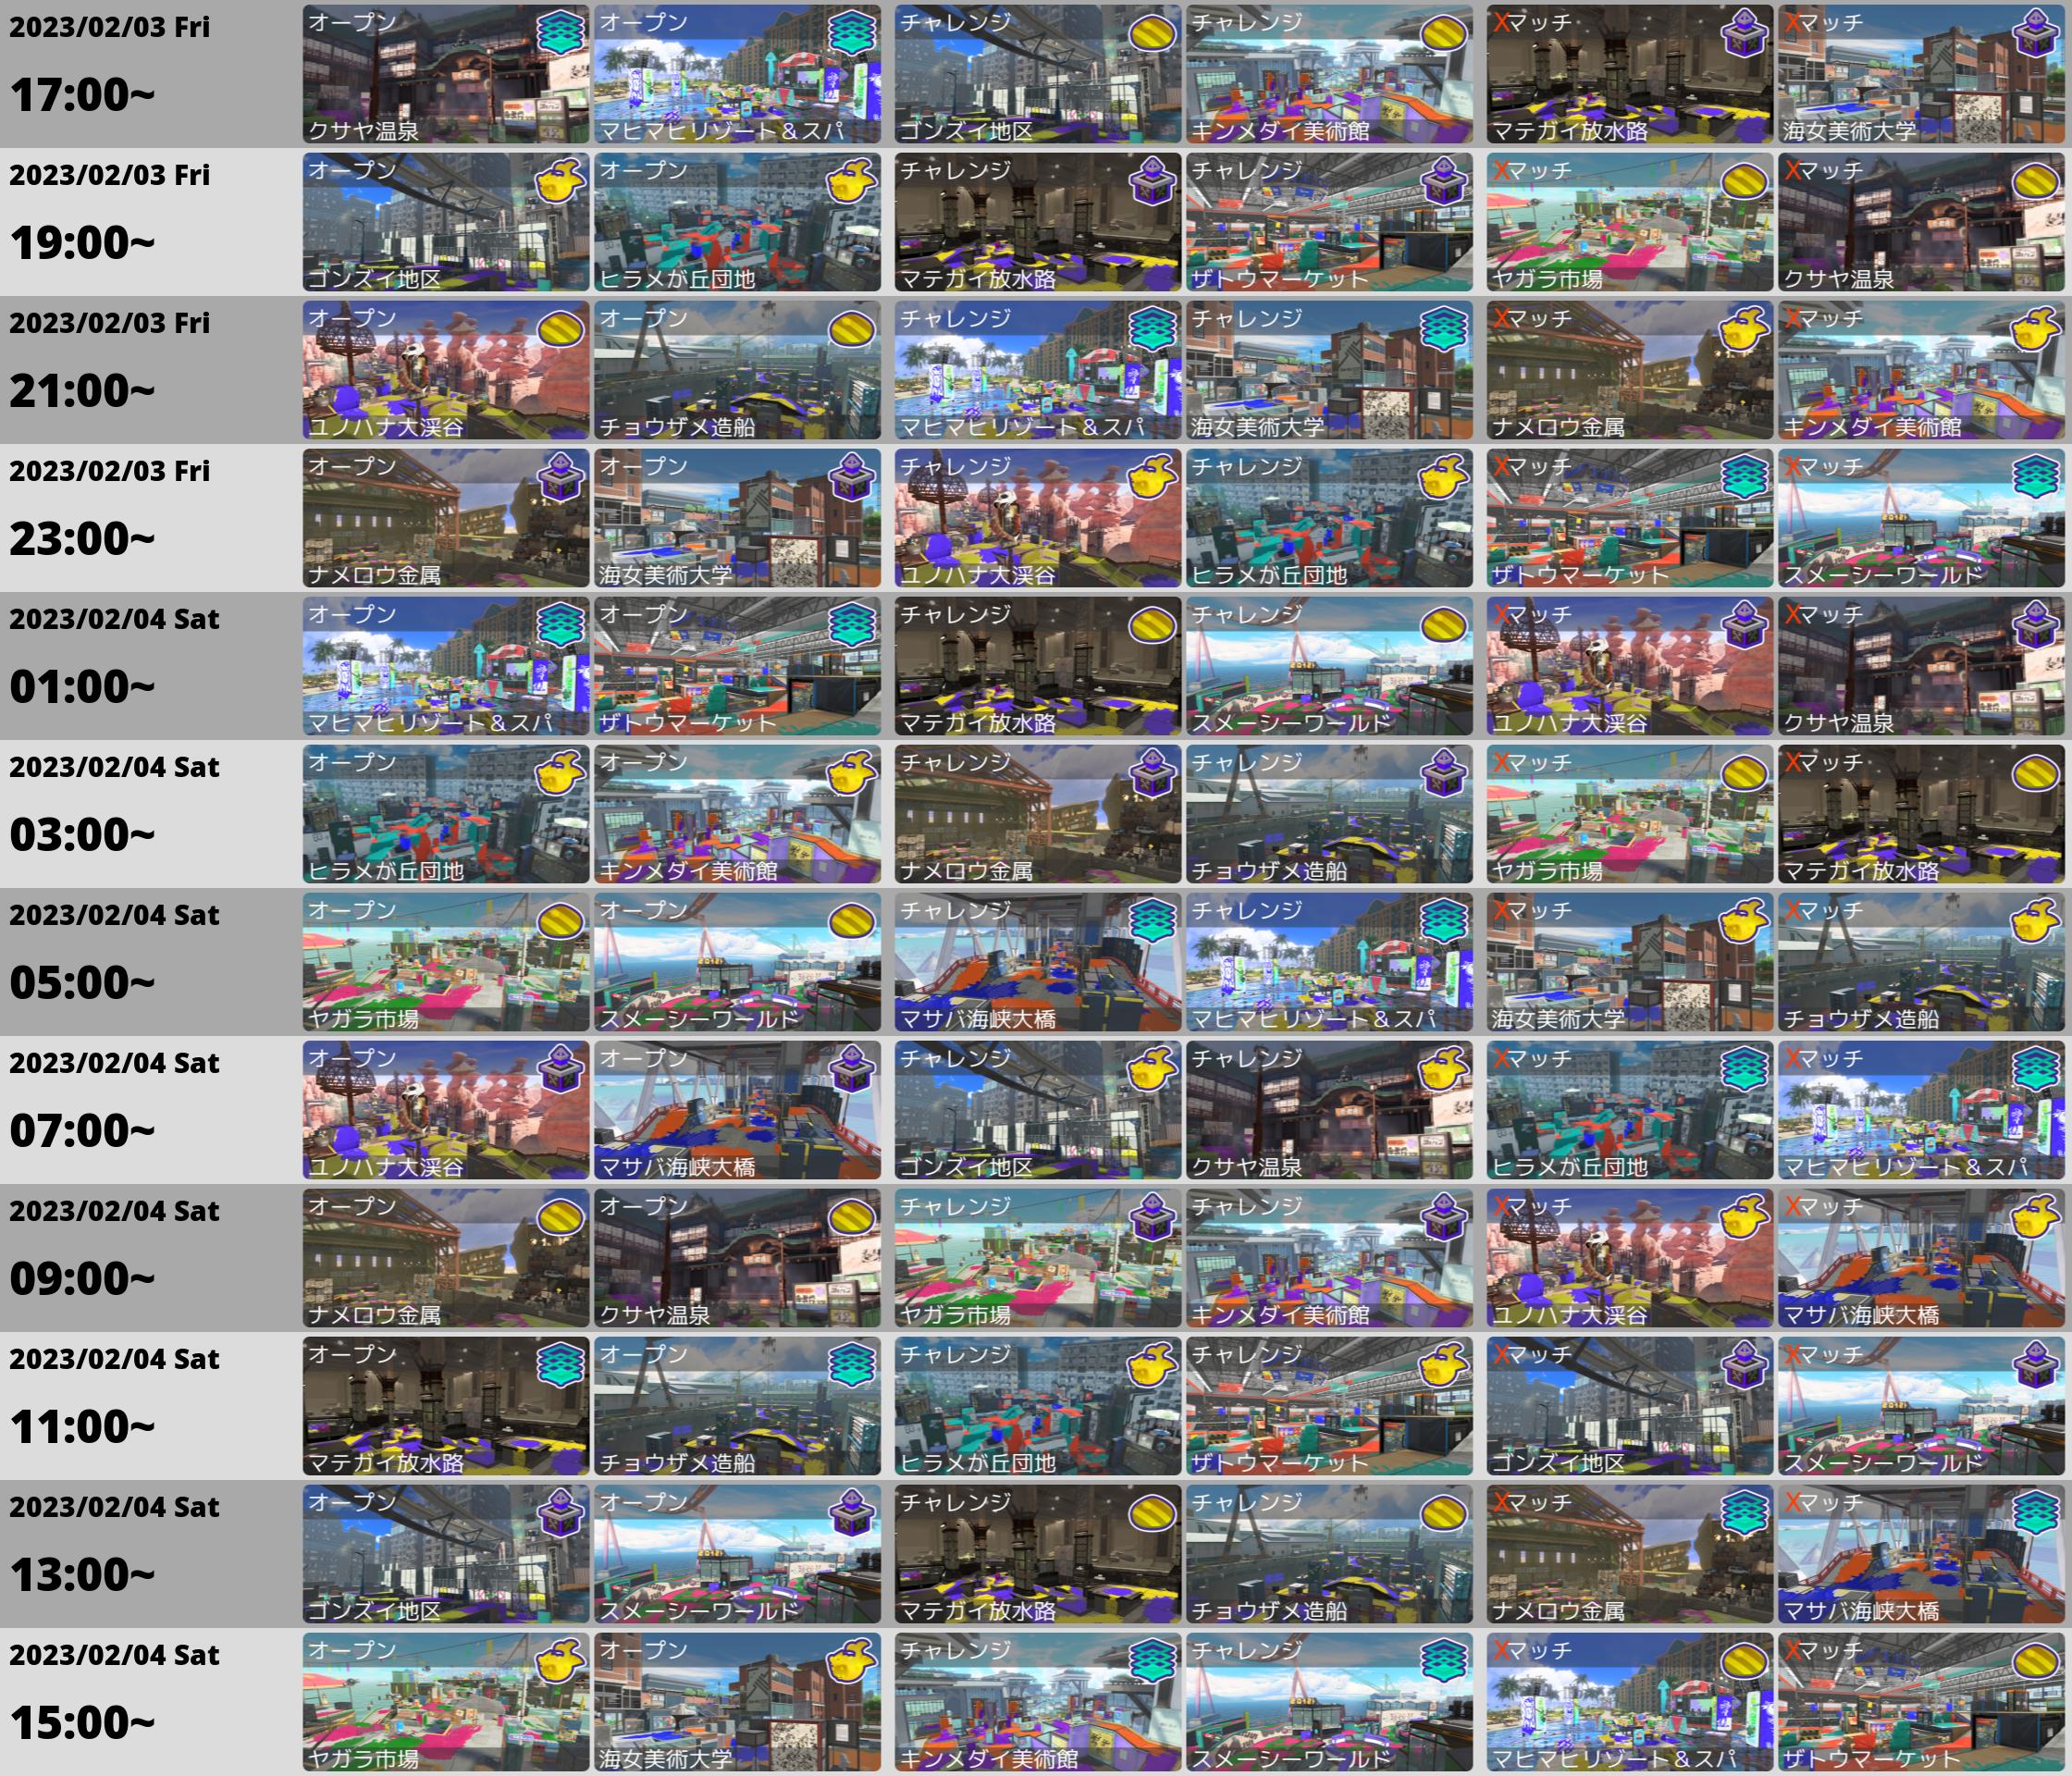 2023/02/03 Fri
17:00~
オープン オープン チャレンジ チャレンジ Xマッチ Xマッチ
クサヤ温泉 マヒマヒリゾート＆スパ ゴンズイ地区 キンメダイ美術館 マテガイ放水路 海女美術大学
2023/02/03 Fri
19:00~
オープン オープン チャレンジ チャレンジ Xマッチ Xマッチ
ゴンズイ地区 ヒラメが丘団地 マテガイ放水路 ザトウマーケット ヤガラ市場 クサヤ温泉
2023/02/03 Fri
21:00~
オープン オープン チャレンジ チャレンジ Xマッチ Xマッチ
ユノハナ大渓谷 チョウザメ造船 マヒマヒリゾート＆スパ 海女美術大学 ナメロウ金属 キンメダイ美術館
2023/02/03 Fri
23:00~
オープン オープン チャレンジ チャレンジ Xマッチ Xマッチ
ナメロウ金属 海女美術大学 ユノハナ大渓谷 ヒラメが丘団地 ザトウマーケット スメーシーワールド
2023/02/04 Sat
01:00~
オープン オープン チャレンジ チャレンジ Xマッチ Xマッチ
マヒマヒリゾート＆スパ ザトウマーケット マテガイ放水路 スメーシーワールド ユノハナ大渓谷 クサヤ温泉
2023/02/04 Sat
03:00~
オープン オープン チャレンジ チャレンジ Xマッチ Xマッチ
ヒラメが丘団地 キンメダイ美術館 ナメロウ金属 チョウザメ造船 ヤガラ市場 マテガイ放水路
2023/02/04 Sat
05:00~
オープン オープン チャレンジ チャレンジ Xマッチ Xマッチ
ヤガラ市場 スメーシーワールド マサバ海峡大橋 マヒマヒリゾート＆スパ 海女美術大学 チョウザメ造船
2023/02/04 Sat
07:00~
オープン オープン チャレンジ チャレンジ Xマッチ Xマッチ
ユノハナ大渓谷 マサバ海峡大橋 ゴンズイ地区 クサヤ温泉 ヒラメが丘団地 マヒマヒリゾート＆スパ
2023/02/04 Sat
09:00~
オープン オープン チャレンジ チャレンジ Xマッチ Xマッチ
ナメロウ金属 クサヤ温泉 ヤガラ市場 キンメダイ美術館 ユノハナ大渓谷 マサバ海峡大橋
2023/02/04 Sat
11:00~
オープン オープン チャレンジ チャレンジ Xマッチ Xマッチ
マテガイ放水路 チョウザメ造船 ヒラメが丘団地 ザトウマーケット ゴンズイ地区 スメーシーワールド
2023/02/04 Sat
13:00~
オープン オープン チャレンジ チャレンジ Xマッチ Xマッチ
ゴンズイ地区 スメーシーワールド マテガイ放水路 チョウザメ造船 ナメロウ金属 マサバ海峡大橋
2023/02/04 Sat
15:00~
オープン オープン チャレンジ チャレンジ Xマッチ Xマッチ
ヤガラ市場 海女美術大学 キンメダイ美術館 スメーシーワールド マヒマヒリゾート＆スパ ザトウマーケット